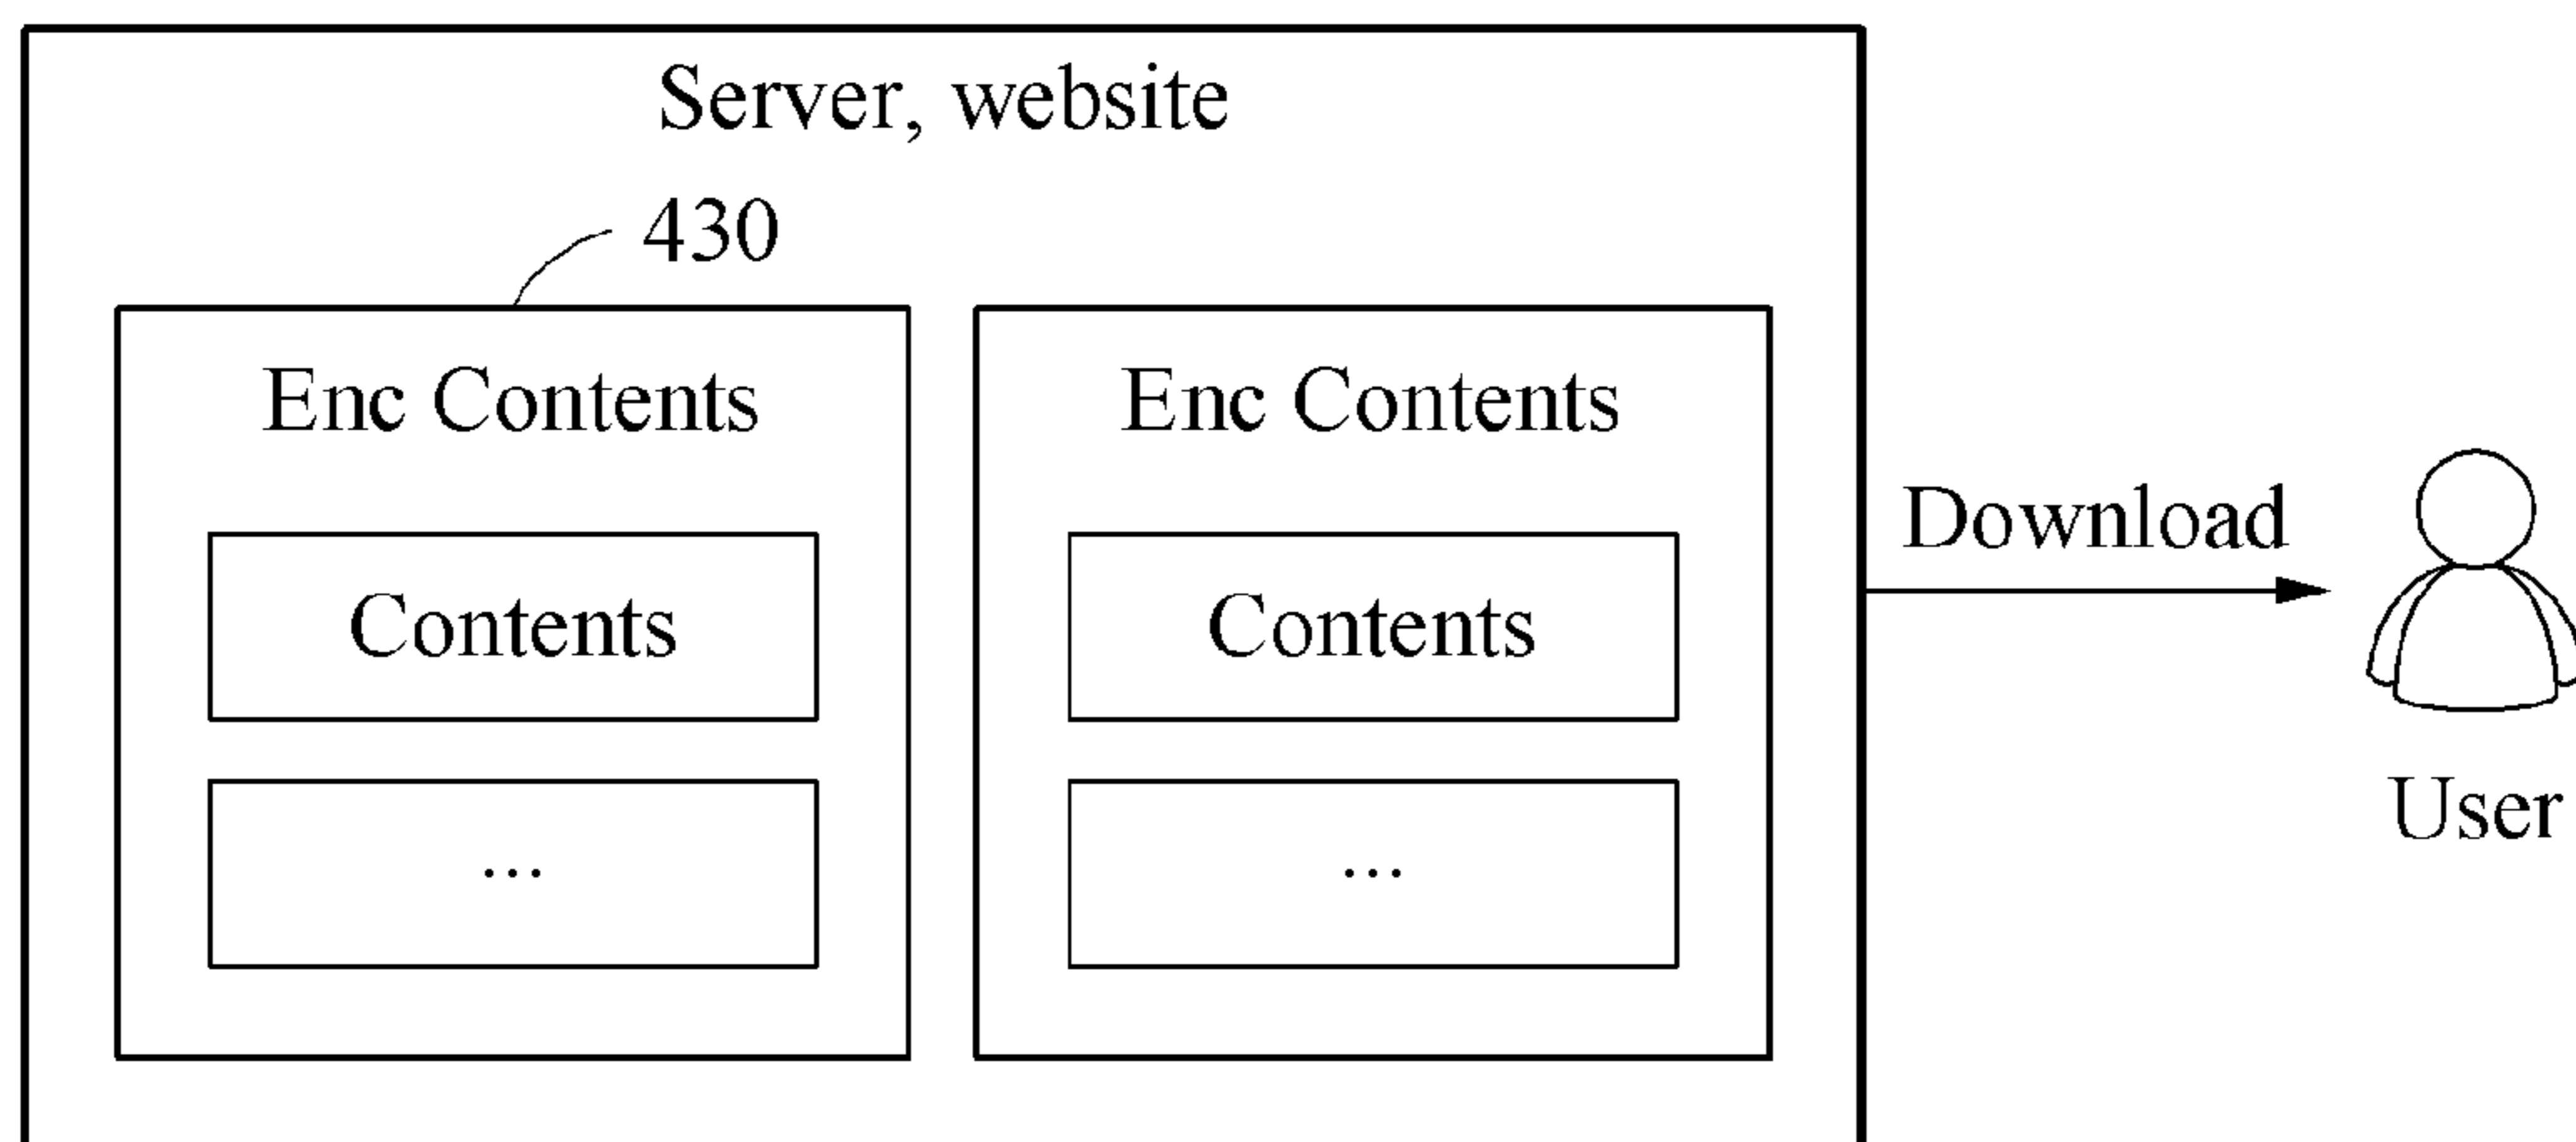 Server, website
430
Enc Contents
Enc Contents
Contents
Contents
Download
...
...
User